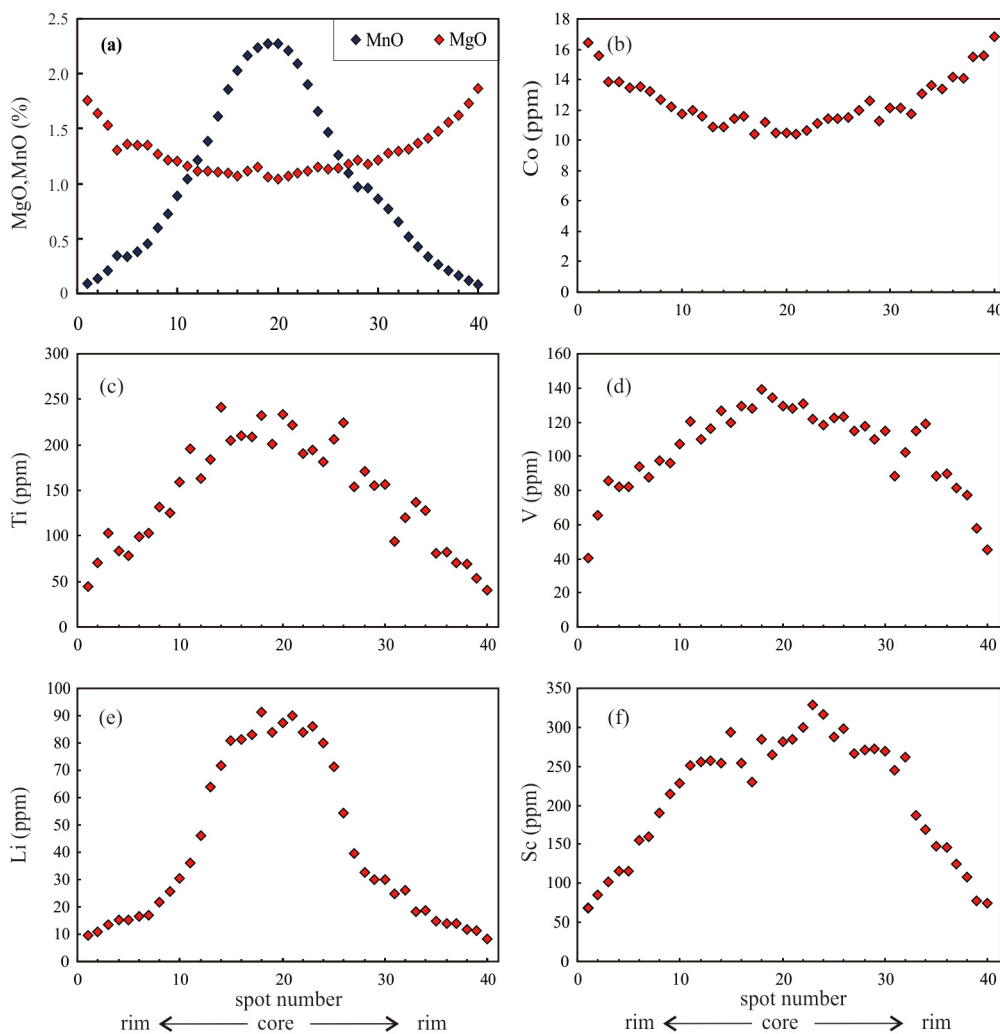 (a)
MnO MgO
2.5
2.0
1.5
1.0
0.5
0
MgO,MnO (%)
0 10 20 30 40
(b)
18
16
14
12
10
8
6
4
2
0
Co (ppm)
0 10 20 30 40
(c)
300
250
200
150
100
50
0
Ti (ppm)
0 10 20 30 40
(d)
160
140
120
100
80
60
40
20
0
V (ppm)
0 10 20 30 40
(e)
100
90
80
70
60
50
40
30
20
10
0
Li (ppm)
0 10 20 30 40
spot number
rim core rim
(f)
350
300
250
200
150
100
50
0
Sc (ppm)
0 10 20 30 40
spot number
rim core rim